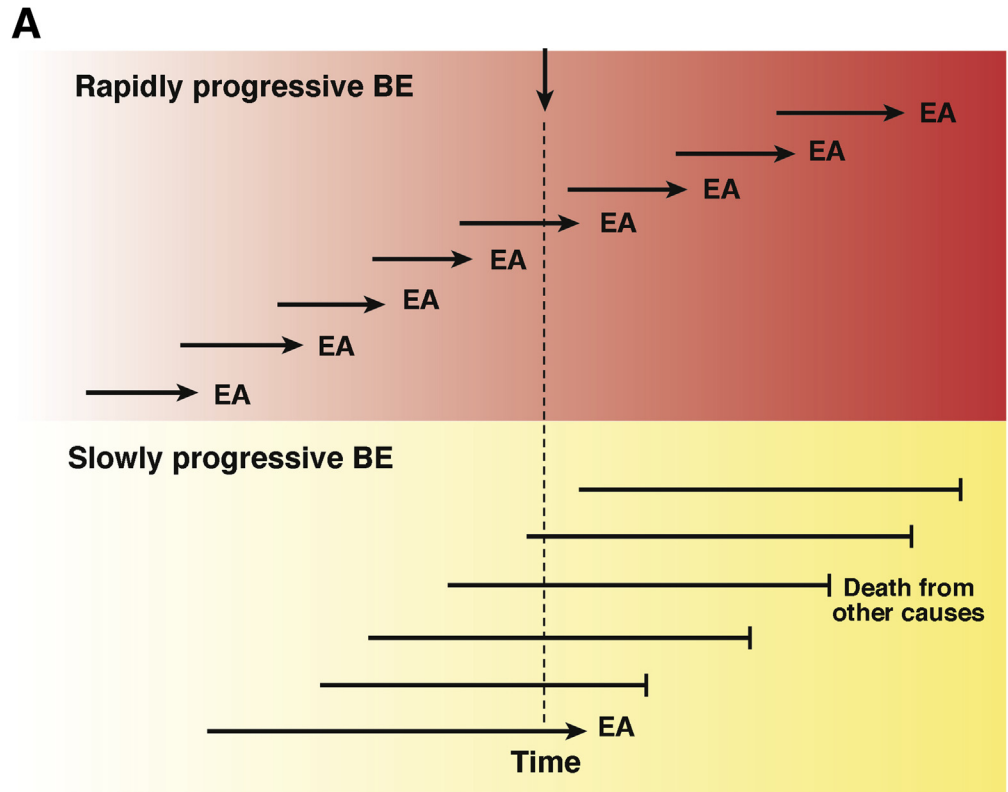 A
Rapidly progressive BE
EA
EA
EA
EA
EA
EA
EA
EA
Slowly progressive BE
Death from
other causes
EA
Time